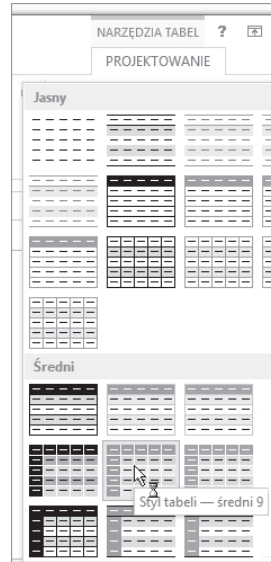 NARZĘDZIA TABEL ?
PROJEKTOWANIE
Jasny
Średni
Styl tabeli — średni 9